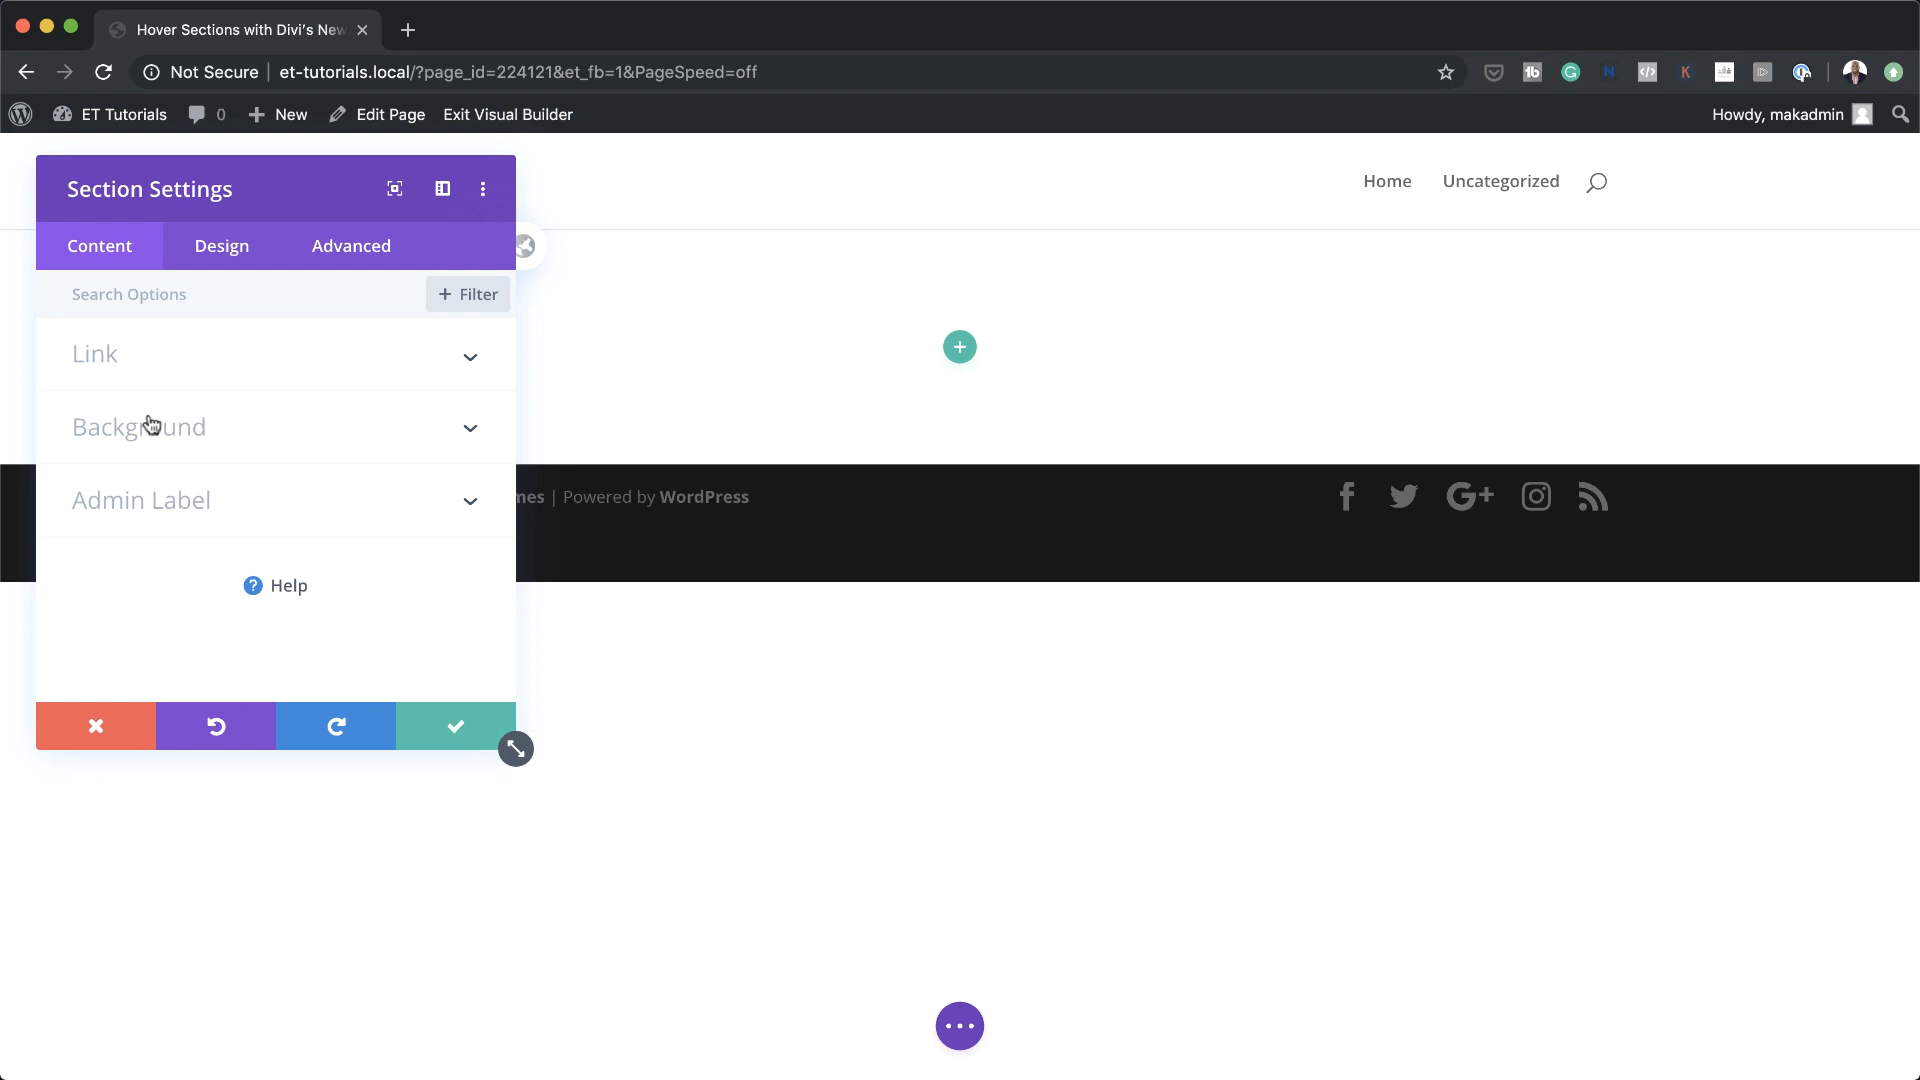 Hover Sections with Divi's New
Not Secure | et-tutorials.local/?page_id=224121&et_fb=1&PageSpeed=off
ET Tutorials 0 New Edit Page Exit Visual Builder Howdy, makadmin
Section Settings
Home Uncategorized
Content Design Advanced
Search Options + Filter
Link
Background
Admin Label
mes | Powered by WordPress
Help